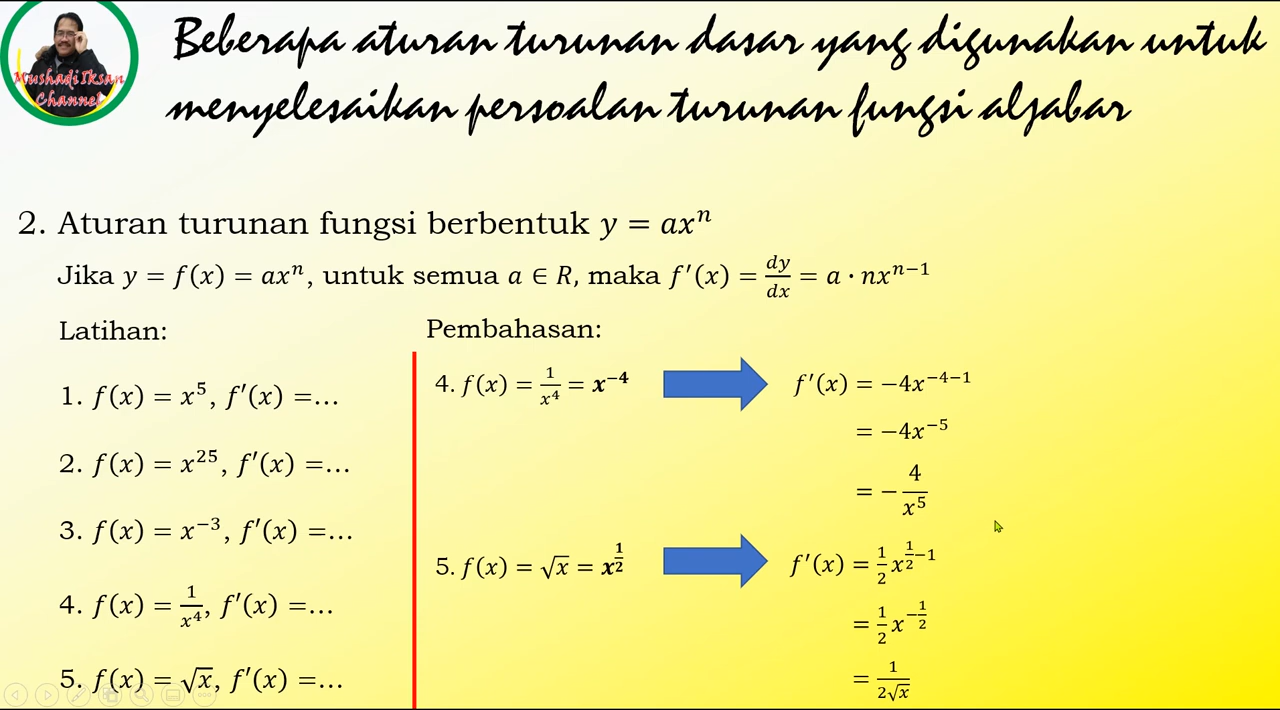 Mushadi Iksan
Channel
Beberapa aturan turunan dasar yang digunakan untuk
menyelesaikan persoalan turunan fungsi aljabar
2. Aturan turunan fungsi berbentuk y = axⁿ
Jika y = f(x) = axⁿ, untuk semua a ∈ R, maka f′(x) = dy/dx = a · nxⁿ⁻¹
Latihan:
1. f(x) = x⁵, f′(x) =...
2. f(x) = x²⁵, f′(x) =...
3. f(x) = x⁻³, f′(x) =...
4. f(x) = 1/x⁴, f′(x) =...
5. f(x) = √x, f′(x) =...
Pembahasan:
4. f(x) = 1/x⁴ = x⁻⁴
f′(x) = −4x⁻⁴⁻¹
= −4x⁻⁵
= − 4/x⁵
5. f(x) = √x = x^(1/2)
f′(x) = 1/2 x^(1/2−1)
= 1/2 x^(−1/2)
= 1/(2√x)